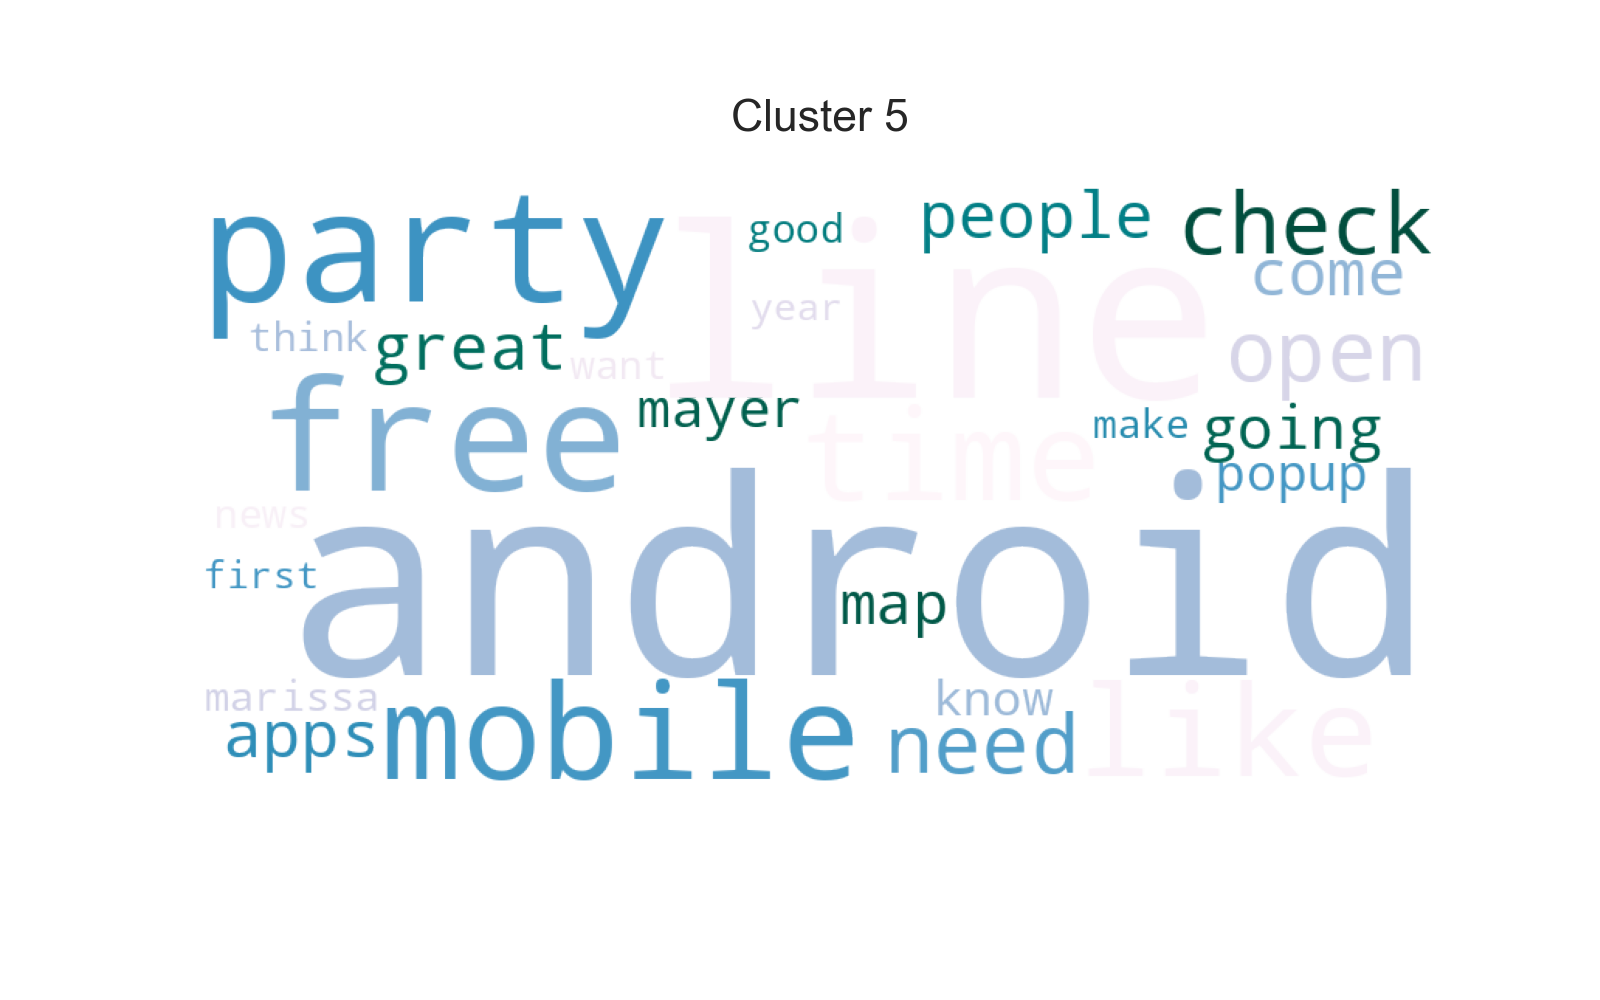 Cluster 5
party
line
good
people
check
come
year
think
great
want
open
free
mayer
time
make
going
popup
news
android
first
map
marissa
apps
mobile
know
need
like